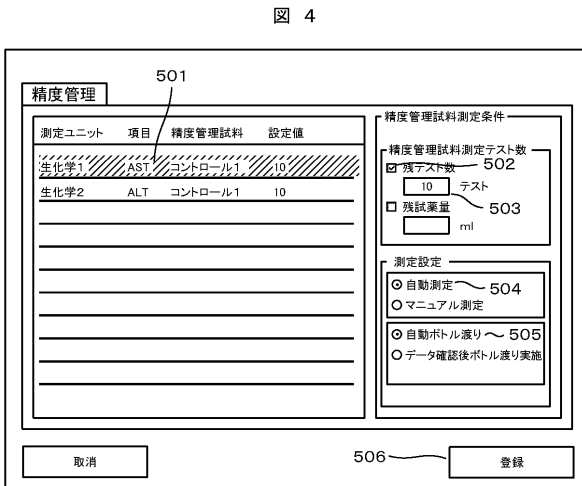 図 4
501
精度管理
測定ユニット 項目 精度管理試料 設定値
生化学1 AST コントロール1 10
生化学2 ALT コントロール1 10
精度管理試料測定条件
精度管理試料測定テスト数
残テスト数 502
10 テスト
503
残試薬量
ml
測定設定
自動測定 504
マニュアル測定
自動ボトル渡り 505
データ確認後ボトル渡り実施
取消
506
登録